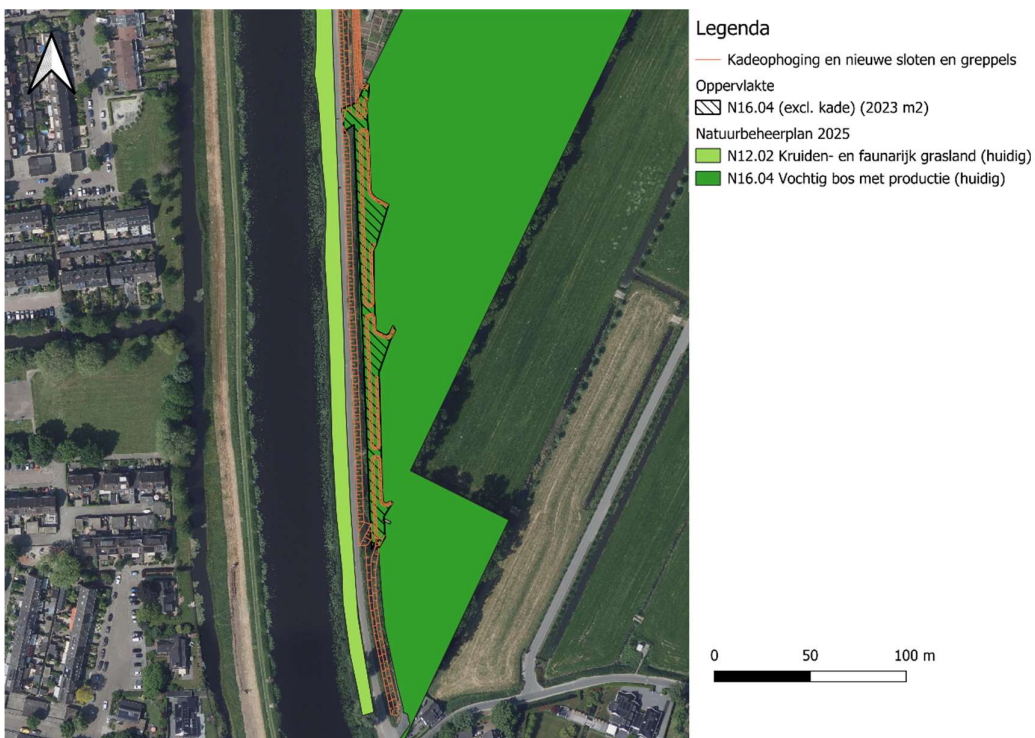 Legenda
Kadeophoging en nieuwe sloten en greppels
Oppervlakte
N16.04 (excl. kade) (2023 m2)
Natuurbeheerplan 2025
N12.02 Kruiden- en faunarijk grasland (huidig)
N16.04 Vochtig bos met productie (huidig)
0 50 100 m